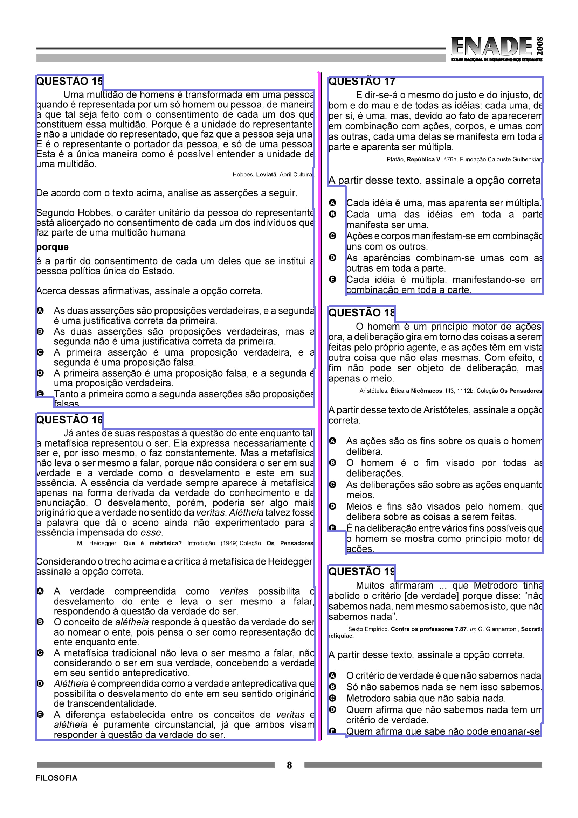 ENADE 2008
EXAME NACIONAL DE DESEMPENHO DOS ESTUDANTES
QUESTÃO 15
Uma multidão de homens é transformada em uma pessoa
quando é representada por um só homem ou pessoa, de maneira
a que tal seja feito com o consentimento de cada um dos que
constituem essa multidão. Porque é a unidade do representante,
e não a unidade do representado, que faz que a pessoa seja una.
E é o representante o portador da pessoa, e só de uma pessoa.
Esta é a única maneira como é possível entender a unidade de
uma multidão.
Hobbes. Leviatã. Abril Cultural.
De acordo com o texto acima, analise as asserções a seguir.
Segundo Hobbes, o caráter unitário da pessoa do representante
está alicerçado no consentimento de cada um dos indivíduos que
faz parte de uma multidão humana
porque
é a partir do consentimento de cada um deles que se institui a
pessoa política única do Estado.
Acerca dessas afirmativas, assinale a opção correta.
A As duas asserções são proposições verdadeiras, e a segunda
é uma justificativa correta da primeira.
B As duas asserções são proposições verdadeiras, mas a
segunda não é uma justificativa correta da primeira.
C A primeira asserção é uma proposição verdadeira, e a
segunda é uma proposição falsa.
D A primeira asserção é uma proposição falsa, e a segunda é
uma proposição verdadeira.
E Tanto a primeira como a segunda asserções são proposições
falsas.
QUESTÃO 16
Já antes de suas respostas à questão do ente enquanto tal,
a metafísica representou o ser. Ela expressa necessariamente o
ser e, por isso mesmo, o faz constantemente. Mas a metafísica
não leva o ser mesmo a falar, porque não considera o ser em sua
verdade e a verdade como o desvelamento e este em sua
essência. A essência da verdade sempre aparece à metafísica
apenas na forma derivada da verdade do conhecimento e da
enunciação. O desvelamento, porém, poderia ser algo mais
originário que a verdade no sentido da veritas. Alétheia talvez fosse
a palavra que dá o aceno ainda não experimentado para a
essência impensada do esse.
M. Heidegger. Que é metafísica? Introdução (1949) Coleção Os Pensadores.
Considerando o trecho acima e a crítica à metafísica de Heidegger,
assinale a opção correta.
A A verdade compreendida como veritas possibilita o
desvelamento do ente e leva o ser mesmo a falar,
respondendo à questão da verdade do ser.
B O conceito de alétheia responde à questão da verdade do ser
ao nomear o ente, pois pensa o ser como representação do
ente enquanto ente.
C A metafísica tradicional não leva o ser mesmo a falar, não
considerando o ser em sua verdade, concebendo a verdade
em seu sentido antepredicativo.
D Alétheia é compreendida como a verdade antepredicativa que
possibilita o desvelamento do ente em seu sentido originário
de transcendentalidade.
E A diferença estabelecida entre os conceitos de veritas e
alétheia é puramente circunstancial, já que ambos visam
responder à questão da verdade do ser.
QUESTÃO 17
E dir-se-á o mesmo do justo e do injusto, do
bom e do mau e de todas as idéias: cada uma, de
per si, é uma, mas, devido ao fato de aparecerem
em combinação com ações, corpos, e umas com
as outras, cada uma delas se manifesta em toda a
parte e aparenta ser múltipla.
Platão, República V, 476a. Fundação Calouste Gulbenkian.
A partir desse texto, assinale a opção correta.
A Cada idéia é uma, mas aparenta ser múltipla.
B Cada uma das idéias em toda a parte
manifesta ser uma.
C Ações e corpos manifestam-se em combinação
uns com os outros.
D As aparências combinam-se umas com as
outras em toda a parte.
E Cada idéia é múltipla, manifestando-se em
combinação em toda a parte.
QUESTÃO 18
O homem é um princípio motor de ações;
ora, a deliberação gira em torno das coisas a serem
feitas pelo próprio agente, e as ações têm em vista
outra coisa que não elas mesmas. Com efeito, o
fim não pode ser objeto de deliberação, mas
apenas o meio.
Aristóteles. Ética a Nicômacos, III3, 1112b. Coleção Os Pensadores.
A partir desse texto de Aristóteles, assinale a opção
correta.
A As ações são os fins sobre os quais o homem
delibera.
B O homem é o fim visado por todas as
deliberações.
C As deliberações são sobre as ações enquanto
meios.
D Meios e fins são visados pelo homem, que
delibera sobre as coisas a serem feitas.
E É na deliberação entre vários fins possíveis que
o homem se mostra como princípio motor de
ações.
QUESTÃO 19
Muitos afirmaram ... que Metrodoro tinha
abolido o critério [de verdade] porque disse: “não
sabemos nada, nem mesmo sabemos isto, que não
sabemos nada”.
Sexto Empírico. Contra os professores 7.87. In: G. Giannantoni, Socratis
reliquiae.
A partir desse texto, assinale a opção correta.
A O critério de verdade é que não sabemos nada.
B Só não sabemos nada se nem isso sabemos.
C Metrodoro sabia que não sabia nada.
D Quem afirma que não sabemos nada tem um
critério de verdade.
E Quem afirma que sabe não pode enganar-se.
8
FILOSOFIA